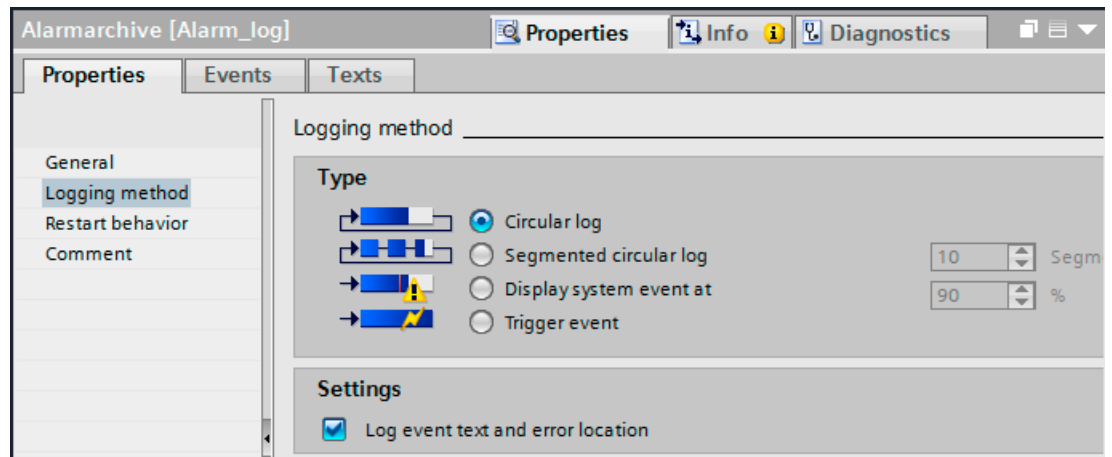 Alarmarchive [Alarm_log] Properties Info Diagnostics
Properties Events Texts
Logging method
General
Logging method
Restart behavior
Comment
Type
Circular log
Segmented circular log 10 Segm
Display system event at 90 %
Trigger event
Settings
Log event text and error location